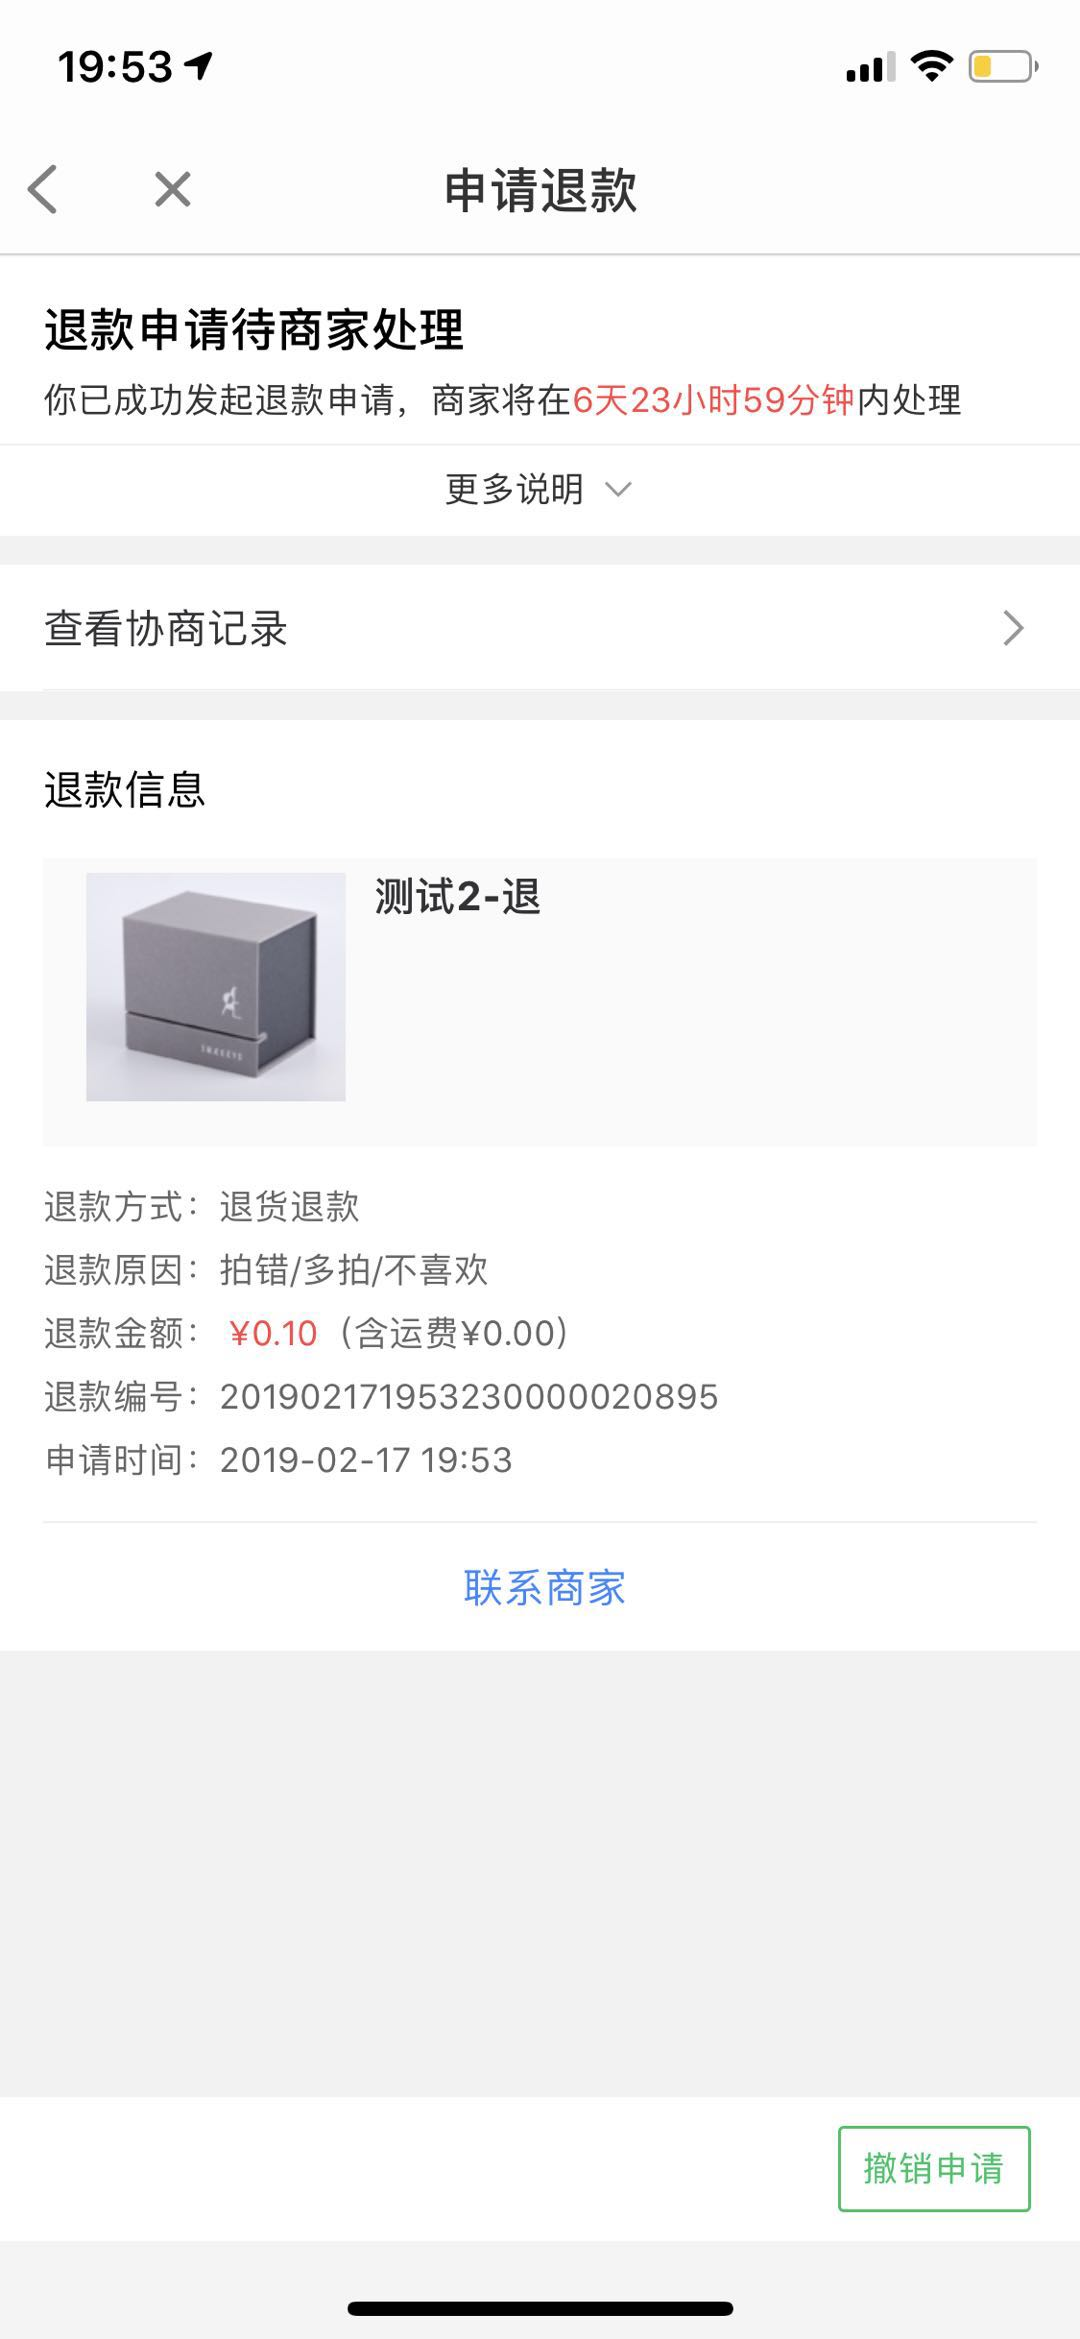 19:53
申请退款
退款申请待商家处理
你已成功发起退款申请，商家将在6天23小时59分钟内处理
更多说明
查看协商记录
退款信息
测试2-退
退款方式：退货退款
退款原因：拍错/多拍/不喜欢
退款金额：¥0.10（含运费¥0.00）
退款编号：201902171953230000020895
申请时间：2019-02-17 19:53
联系商家
撤销申请